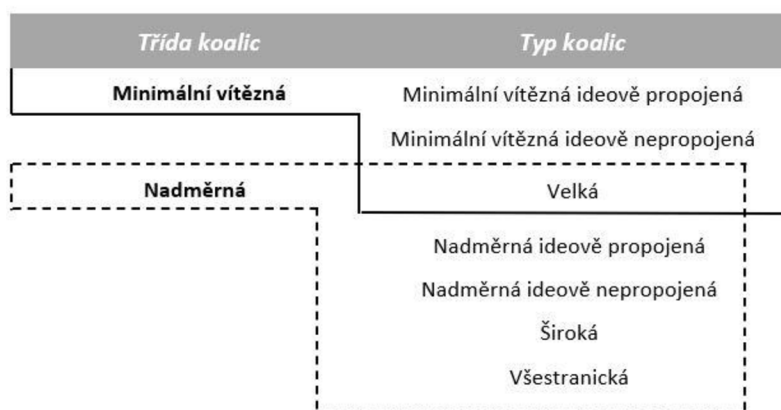 Třída koalic Typ koalic
Minimální vítězná Minimální vítězná ideově propojená
Minimální vítězná ideově nepropojená
Nadměrná Velká
Nadměrná ideově propojená
Nadměrná ideově nepropojená
Široká
Všestranická